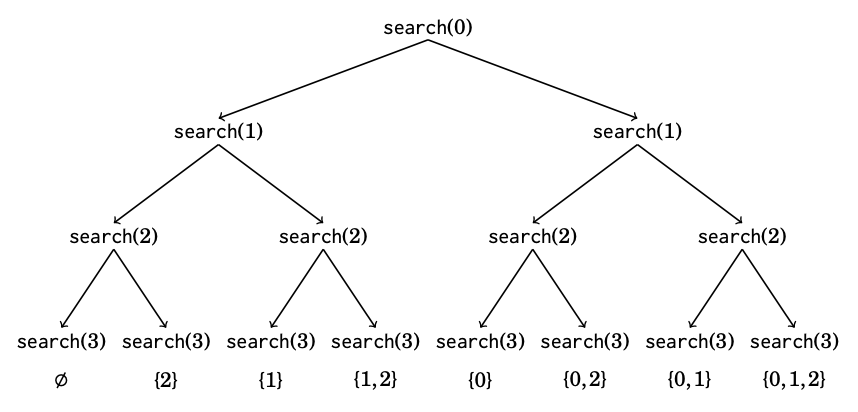 search(0)
search(1) search(1)
search(2) search(2) search(2) search(2)
search(3) search(3) search(3) search(3) search(3) search(3) search(3) search(3)
∅ {2} {1} {1,2} {0} {0,2} {0,1} {0,1,2}